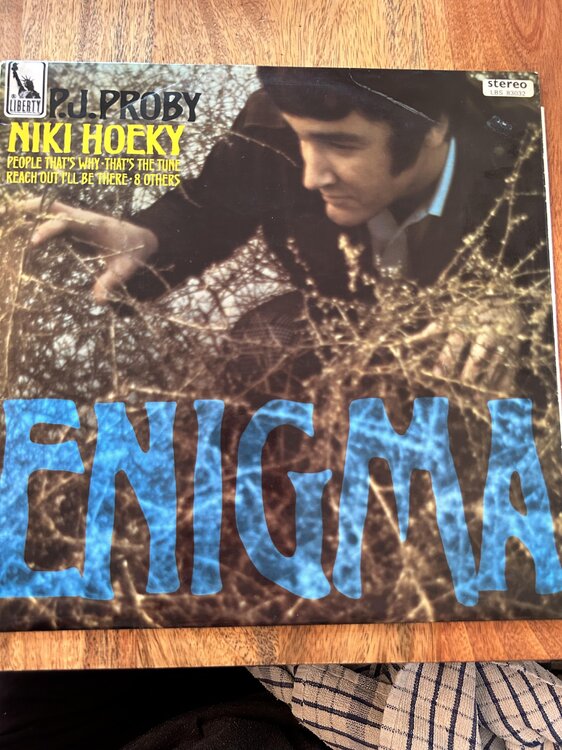 LIBERTY
P.J. PROBY
stereo
LBS 83032
NIKI HOEKY
PEOPLE THAT'S WHY·THAT'S THE TUNE
REACH OUT I'LL BE THERE·8 OTHERS
ENIGMA